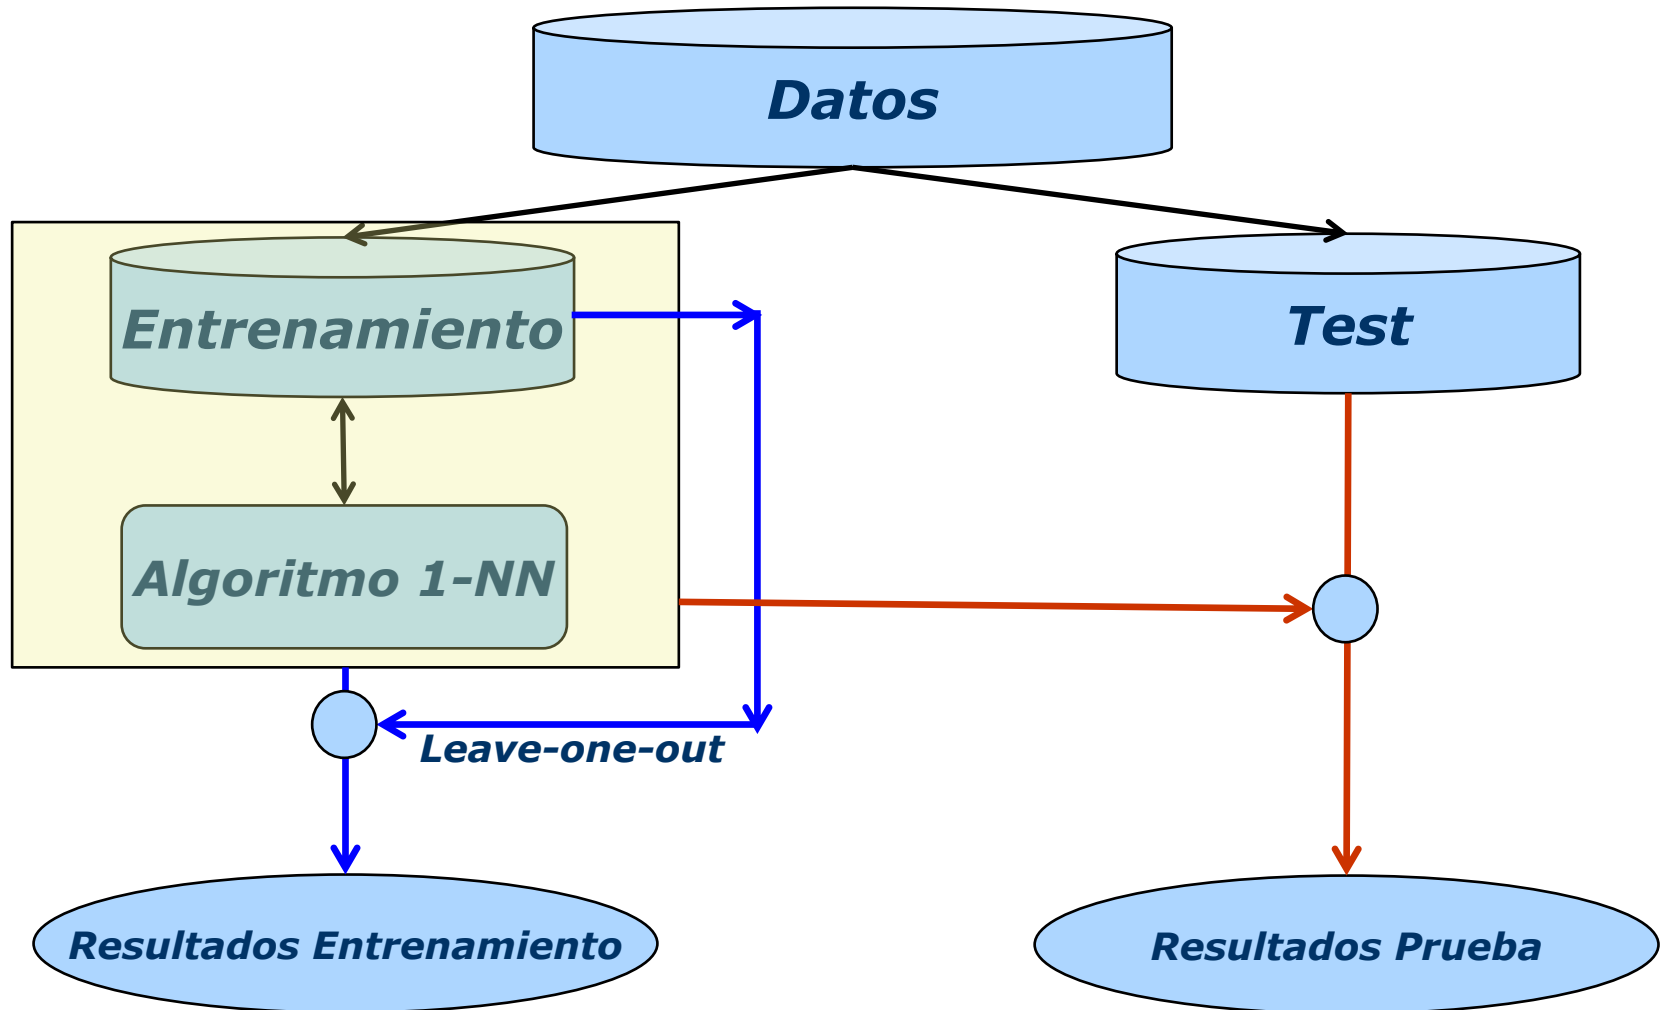 Datos
Entrenamiento
Test
Algoritmo 1-NN
Leave-one-out
Resultados Entrenamiento
Resultados Prueba